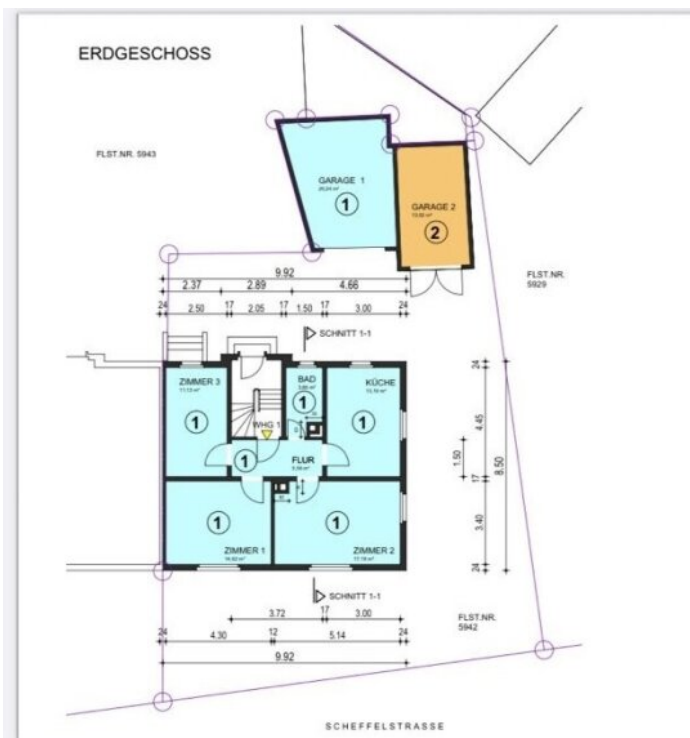 ERDGESCHOSS
FLST.NR. 5943
GARAGE 1
1
GARAGE 2
2
FLST.NR.
5929
9.92
2.37 2.89 4.66
24 2.50 17 2.05 17 1.50 17 3.00 24
SCHNITT 1-1
ZIMMER 3
1
WHG 1
BAD
1
KÜCHE
1
FLUR
1
ZIMMER 1
1
ZIMMER 2
1
24
4.45
1.50
8.50
17
3.40
24
SCHNITT 1-1
3.72 17 3.00
24 4.30 12 5.14 24
9.92
FLST.NR.
5942
SCHEFFELSTRASSE